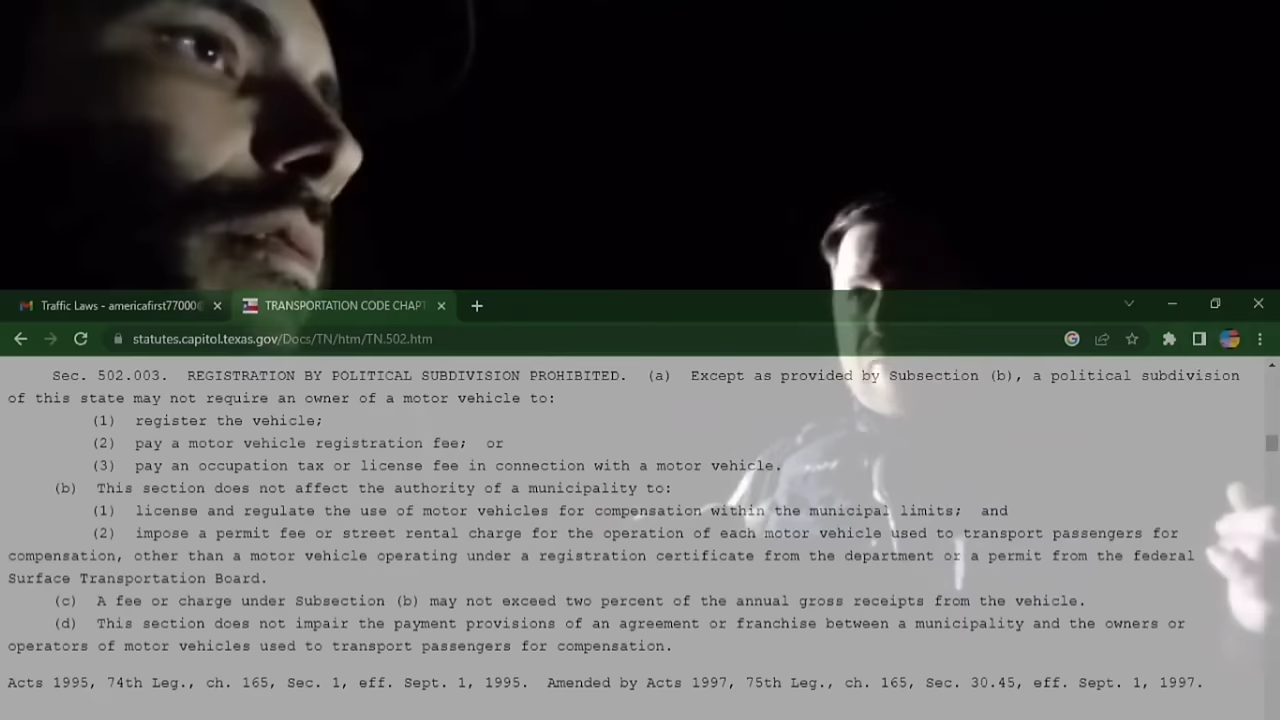 Traffic Laws - americafirst77000
TRANSPORTATION CODE CHAPT
statutes.capitol.texas.gov/Docs/TN/htm/TN.502.htm
Sec. 502.003. REGISTRATION BY POLITICAL SUBDIVISION PROHIBITED. (a) Except as provided by Subsection (b), a political subdivision
of this state may not require an owner of a motor vehicle to:
(1) register the vehicle;
(2) pay a motor vehicle registration fee; or
(3) pay an occupation tax or license fee in connection with a motor vehicle.
(b) This section does not affect the authority of a municipality to:
(1) license and regulate the use of motor vehicles for compensation within the municipal limits; and
(2) impose a permit fee or street rental charge for the operation of each motor vehicle used to transport passengers for
compensation, other than a motor vehicle operating under a registration certificate from the department or a permit from the federal
Surface Transportation Board.
(c) A fee or charge under Subsection (b) may not exceed two percent of the annual gross receipts from the vehicle.
(d) This section does not impair the payment provisions of an agreement or franchise between a municipality and the owners or
operators of motor vehicles used to transport passengers for compensation.
Acts 1995, 74th Leg., ch. 165, Sec. 1, eff. Sept. 1, 1995. Amended by Acts 1997, 75th Leg., ch. 165, Sec. 30.45, eff. Sept. 1, 1997.